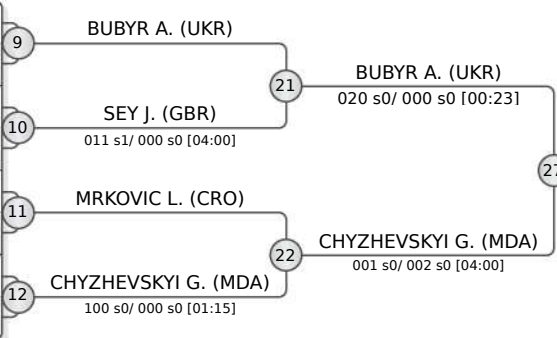 BUBYR A. (UKR)
9
21
BUBYR A. (UKR)
020 s0/ 000 s0 [00:23]
SEY J. (GBR)
10
011 s1/ 000 s0 [04:00]
27
MRKOVIC L. (CRO)
11
22
CHYZHEVSKYI G. (MDA)
001 s0/ 002 s0 [04:00]
CHYZHEVSKYI G. (MDA)
12
100 s0/ 000 s0 [01:15]